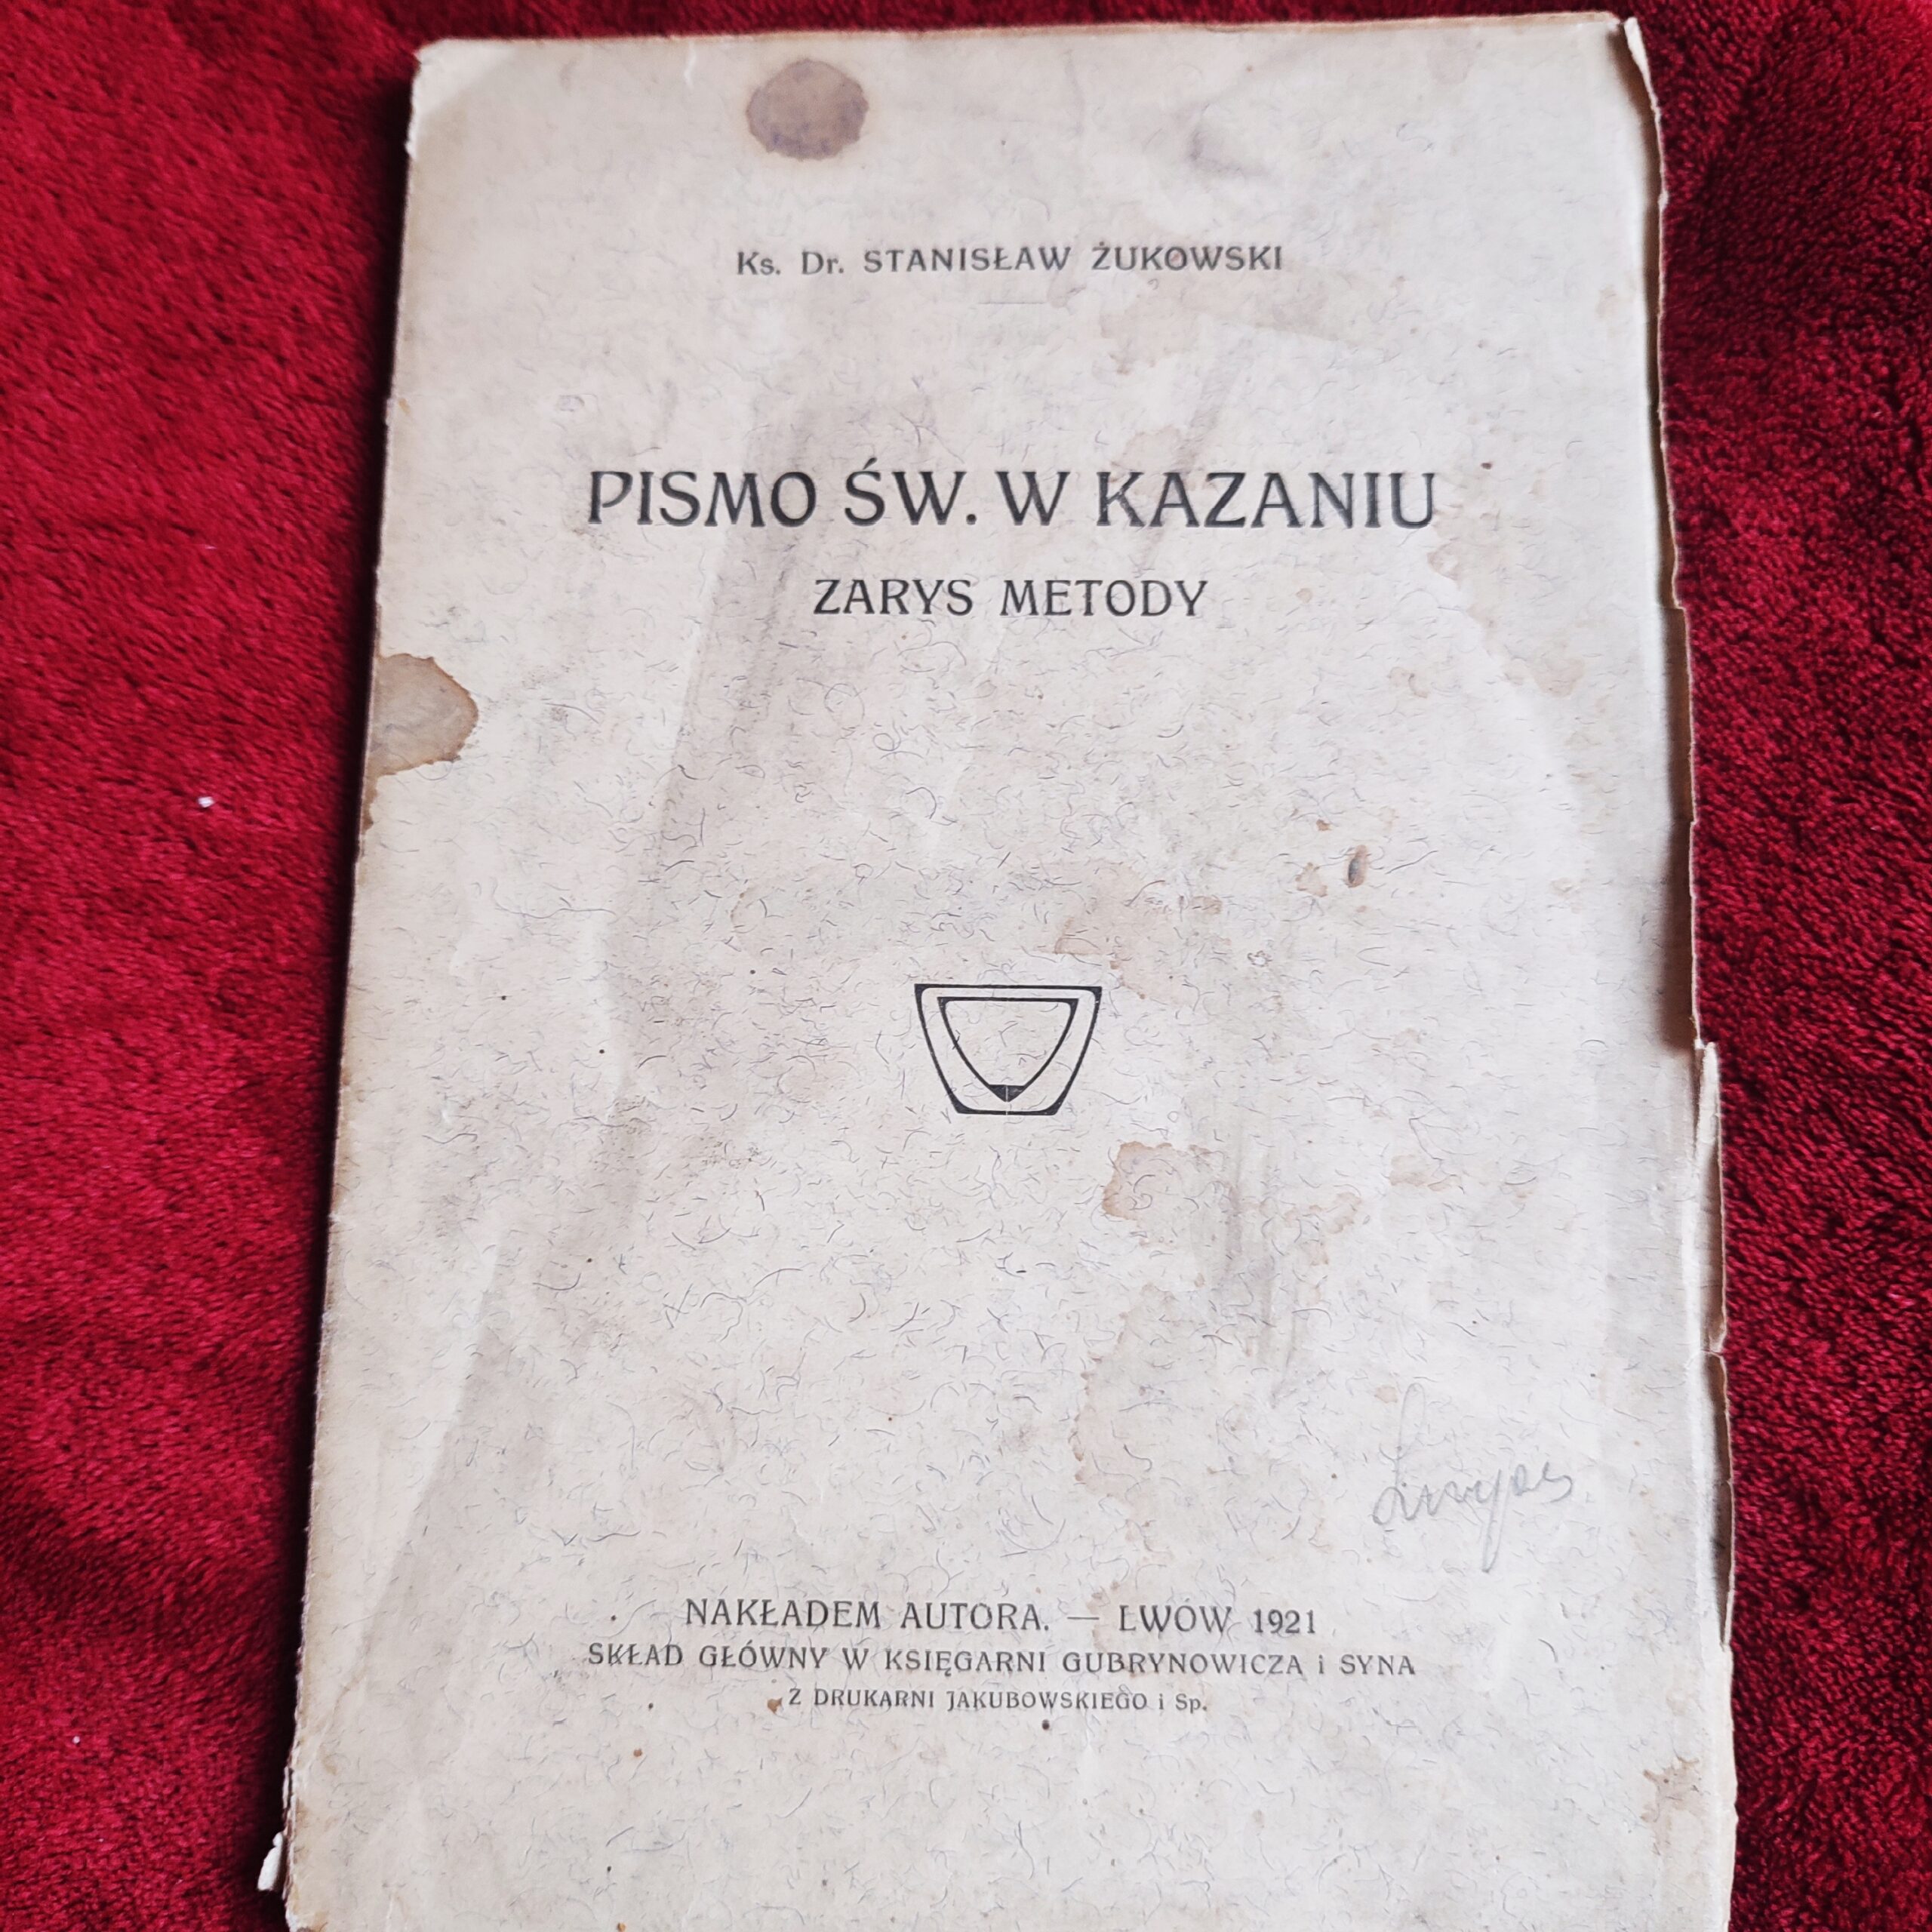 Ks. Dr. STANISŁAW ŻUKOWSKI
PISMO ŚW. W KAZANIU
ZARYS METODY
NAKŁADEM AUTORA. — LWÓW 1921
SKŁAD GŁÓWNY W KSIĘGARNI GUBRYNOWICZA i SYNA
Z DRUKARNI JAKUBOWSKIEGO i Sp.